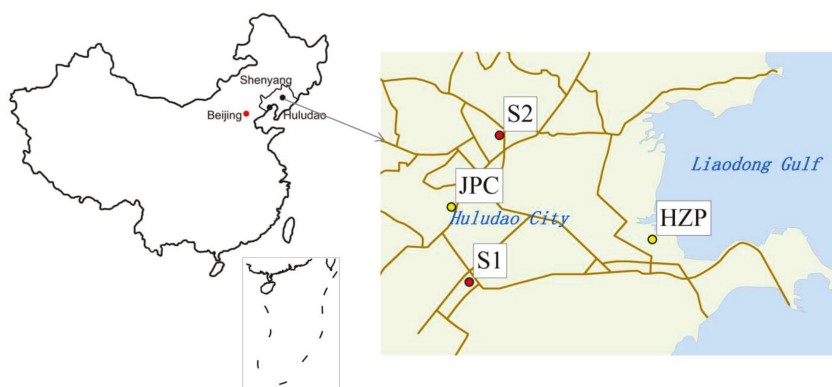 Shenyang
Beijing
Huludao
S2
Liaodong Gulf
JPC
Huludao City
HZP
S1